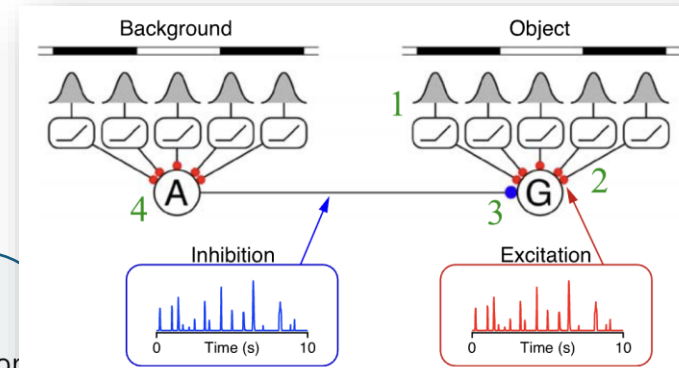 Background
Object
1
2
3
4
A
G
Inhibition
Excitation
0
Time (s)
10
0
Time (s)
10